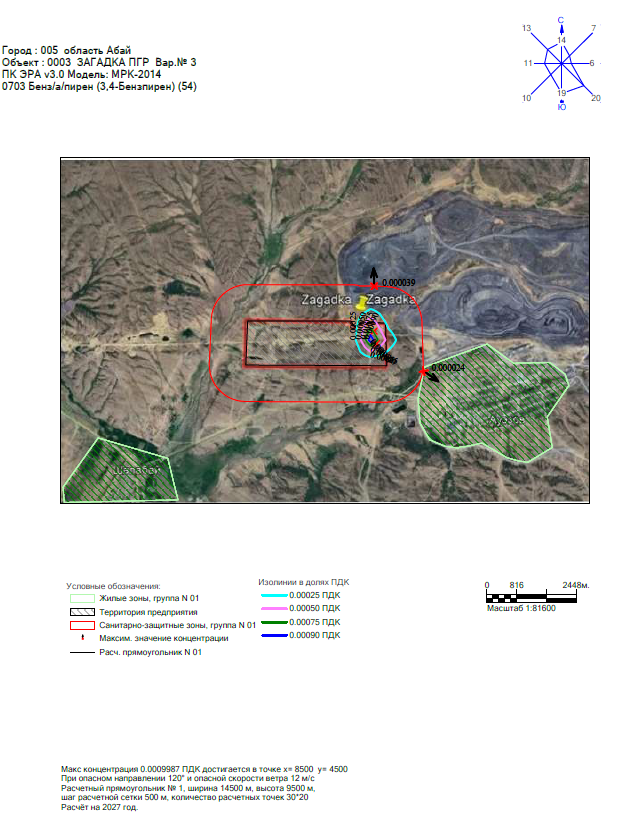 Город : 005 область Абай
Объект : 0003 ЗАГАДКА ПГР Вар.№ 3
ПК ЭРА v3.0 Модель: МРК-2014
0703 Бенз/а/пирен (3,4-Бензпирен) (54)
С
13
7
14
11
6
19
10
20
Ю
0.000039
Zagadka
Zagadka
0.000024
Ауэзов
Шалабай
Условные обозначения:
Жилые зоны, группа N 01
Территория предприятия
Санитарно-защитные зоны, группа N 01
Максим. значение концентрации
Расч. прямоугольник N 01
Изолинии в долях ПДК
0.00025 ПДК
0.00050 ПДК
0.00075 ПДК
0.00090 ПДК
0 816 2448м.
Масштаб 1:81600
Макс концентрация 0.0009987 ПДК достигается в точке x= 8500 y= 4500
При опасном направлении 120° и опасной скорости ветра 12 м/с
Расчетный прямоугольник № 1, ширина 14500 м, высота 9500 м,
шаг расчетной сетки 500 м, количество расчетных точек 30*20
Расчёт на 2027 год.